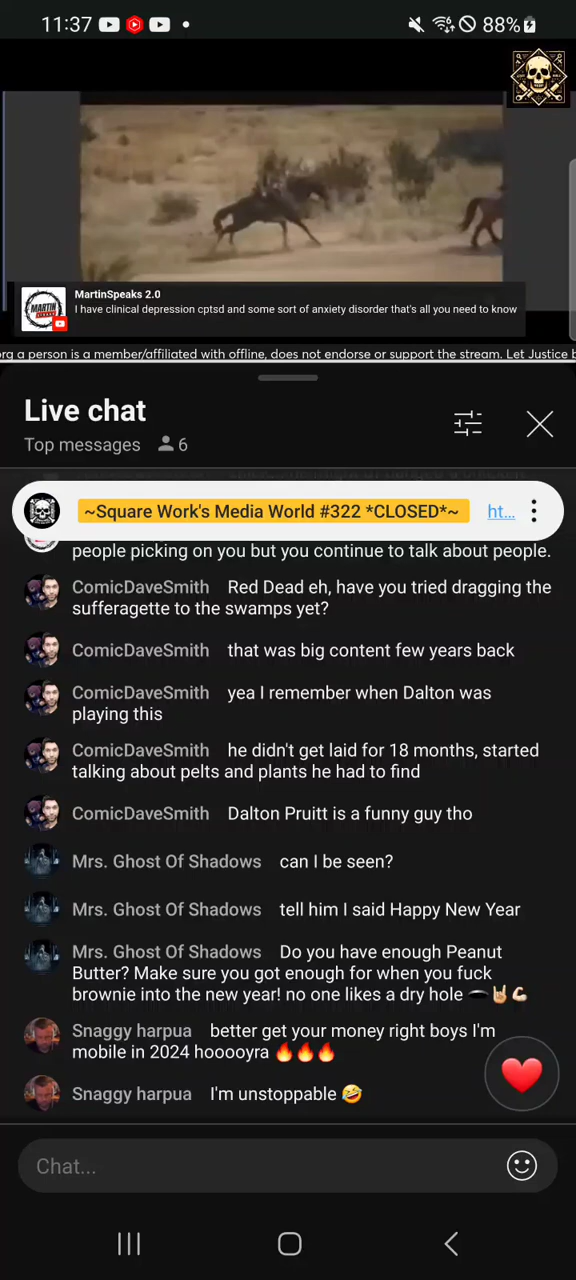 11:37
88%
MARTIN
MartinSpeaks 2.0
I have clinical depression cptsd and some sort of anxiety disorder that's all you need to know
org a person is a member/affiliated with offline, does not endorse or support the stream. Let Justice b
Live chat
Top messages 6
~Square Work's Media World #322 *CLOSED*~ ht...
people picking on you but you continue to talk about people.
ComicDaveSmith Red Dead eh, have you tried dragging the
sufferagette to the swamps yet?
ComicDaveSmith that was big content few years back
ComicDaveSmith yea I remember when Dalton was
playing this
ComicDaveSmith he didn't get laid for 18 months, started
talking about pelts and plants he had to find
ComicDaveSmith Dalton Pruitt is a funny guy tho
Mrs. Ghost Of Shadows can I be seen?
Mrs. Ghost Of Shadows tell him I said Happy New Year
Mrs. Ghost Of Shadows Do you have enough Peanut
Butter? Make sure you got enough for when you fuck
brownie into the new year! no one likes a dry hole 🕳️🤘🏼💪🏼
Snaggy harpua better get your money right boys I'm
mobile in 2024 hooooyra 🔥🔥🔥
Snaggy harpua I'm unstoppable 🤣
Chat...